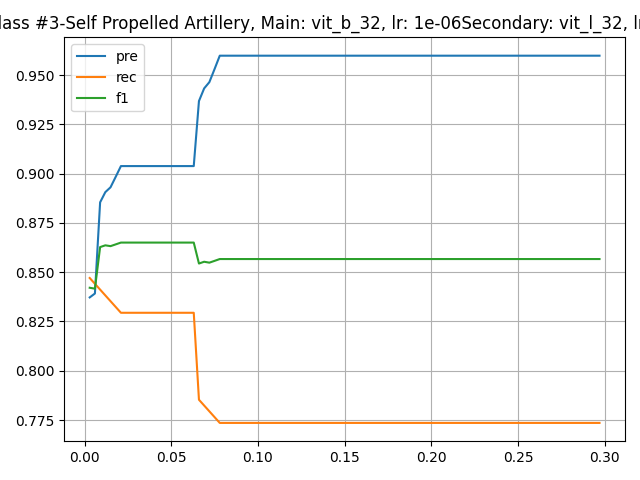 lass #3-Self Propelled Artillery, Main: vit_b_32, lr: 1e-06Secondary: vit_l_32, lr
pre
rec
f1
0.950
0.925
0.900
0.875
0.850
0.825
0.800
0.775
0.00 0.05 0.10 0.15 0.20 0.25 0.30